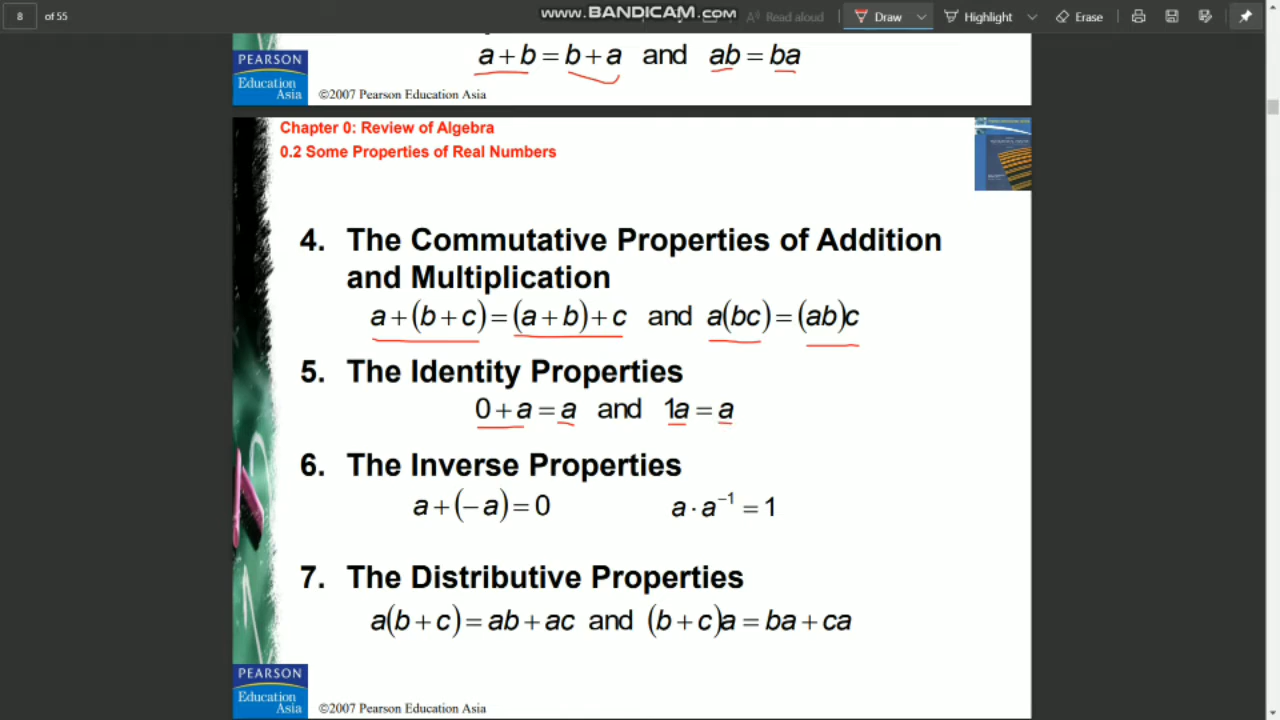 8 of 55
www.BANDICAM.com
Read aloud
Draw
Highlight
Erase
a + b = b + a and ab = ba
PEARSON
Education
Asia
©2007 Pearson Education Asia
Chapter 0: Review of Algebra
0.2 Some Properties of Real Numbers
4. The Commutative Properties of Addition
and Multiplication
a + (b + c) = (a + b) + c and a(bc) = (ab)c
5. The Identity Properties
0 + a = a and 1a = a
6. The Inverse Properties
a + (− a) = 0 a · a⁻¹ = 1
7. The Distributive Properties
a(b + c) = ab + ac and (b + c)a = ba + ca
PEARSON
Education
Asia
©2007 Pearson Education Asia